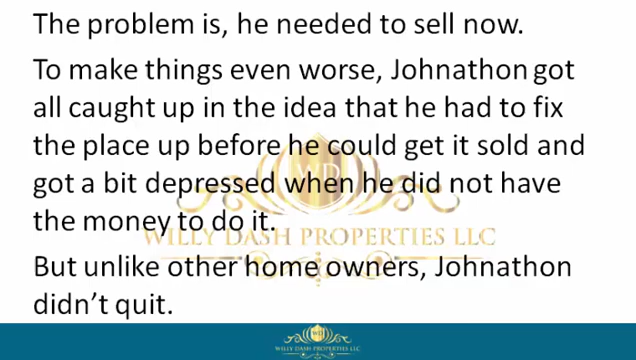 The problem is, he needed to sell now.
To make things even worse, Johnathon got
all caught up in the idea that he had to fix
the place up before he could get it sold and
got a bit depressed when he did not have
the money to do it.
WD
WILLY DASH PROPERTIES LLC
But unlike other home owners, Johnathon
didn’t quit.
WILLY DASH PROPERTIES LLC